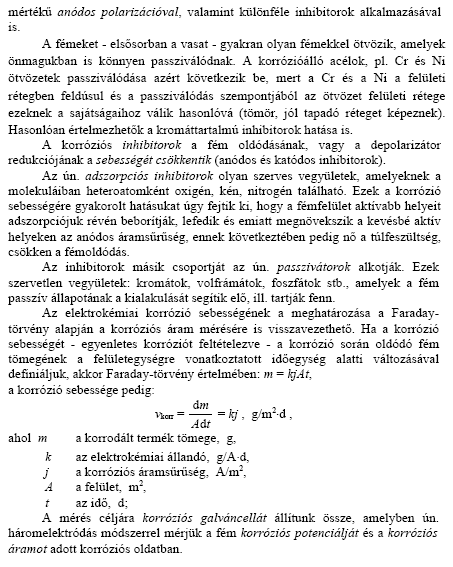 mértékű anódos polarizációval, valamint különféle inhibitorok alkalmazásával
is.
A fémeket - elsősorban a vasat - gyakran olyan fémekkel ötvözik, amelyek
önmagukban is könnyen passziválódnak. A korrózióálló acélok, pl. Cr és Ni
ötvözetek passziválódása azért következik be, mert a Cr és a Ni a felületi
rétegben feldúsul és a passziválódás szempontjából az ötvözet felületi rétege
ezeknek a sajátságaihoz válik hasonlóvá (tömör, jól tapadó réteget képeznek).
Hasonlóan értelmezhetők a kromáttartalmú inhibitorok hatása is.
A korróziós inhibitorok a fém oldódásának, vagy a depolarizátor
redukciójának a sebességét csökkentik (anódos és katódos inhibitorok).
Az ún. adszorpciós inhibitorok olyan szerves vegyületek, amelyeknek a
molekuláiban heteroatomként oxigén, kén, nitrogén található. Ezek a korrózió
sebességére gyakorolt hatásukat úgy fejtik ki, hogy a fémfelület aktívabb helyeit
adszorpciójuk révén beborítják, lefedik és emiatt megnövekszik a kevésbé aktív
helyeken az anódos áramsűrűség, ennek következtében pedig nő a túlfeszültség,
csökken a fémoldódás.
Az inhibitorok másik csoportját az ún. passzivátorok alkotják. Ezek
szervetlen vegyületek: kromátok, volfrámátok, foszfátok stb., amelyek a fém
passzív állapotának a kialakulását segítik elő, ill. tartják fenn.
Az elektrokémiai korrózió sebességének a meghatározása a Faraday-
törvény alapján a korróziós áram mérésére is visszavezethető. Ha a korrózió
sebességét - egyenletes korróziót feltételezve - a korrózió során oldódó fém
tömegének a felületegységre vonatkoztatott időegység alatti változásával
definiáljuk, akkor Faraday-törvény értelmében: m = kjAt,
a korrózió sebessége pedig:
vkorr = dm/Adt = kj , g/m²·d ,
ahol m a korrodált termék tömege, g,
k az elektrokémiai állandó, g/A·d,
j a korróziós áramsűrűség, A/m²,
A a felület, m²,
t az idő, d;
A mérés céljára korróziós galváncellát állítunk össze, amelyben ún.
háromelektródás módszerrel mérjük a fém korróziós potenciálját és a korróziós
áramot adott korróziós oldatban.